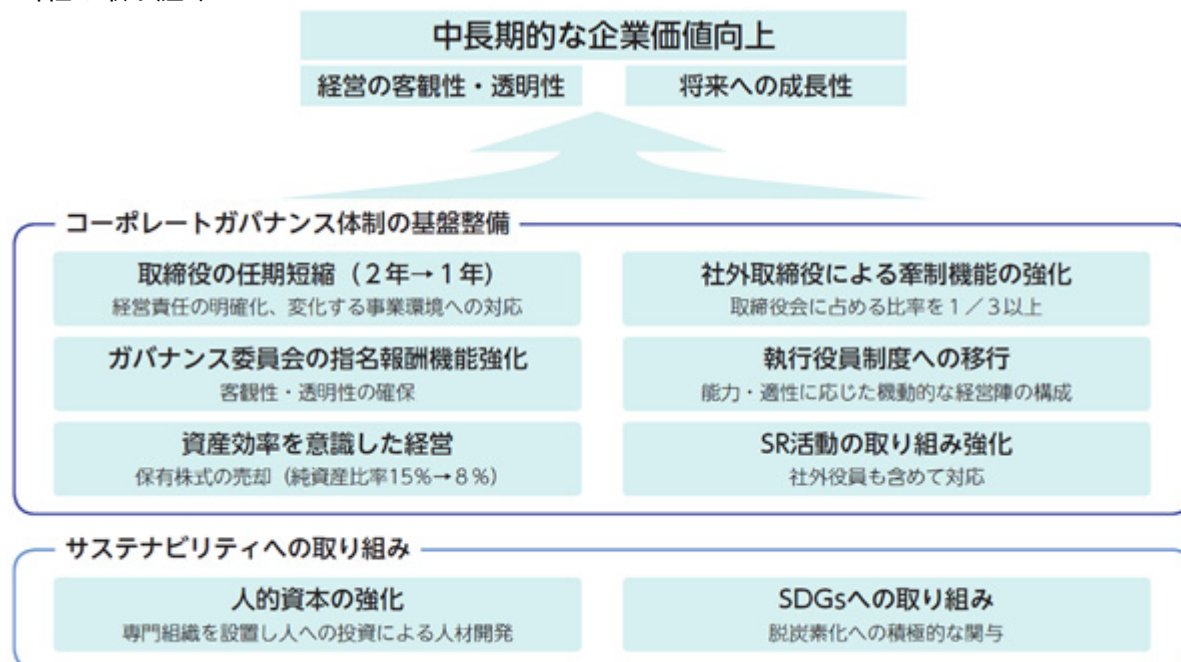 中長期的な企業価値向上
経営の客観性・透明性
将来への成長性
コーポレートガバナンス体制の基盤整備
取締役の任期短縮（２年→１年）
経営責任の明確化、変化する事業環境への対応
社外取締役による牽制機能の強化
取締役会に占める比率を１／３以上
ガバナンス委員会の指名報酬機能強化
客観性・透明性の確保
執行役員制度への移行
能力・適性に応じた機動的な経営陣の構成
資産効率を意識した経営
保有株式の売却（純資産比率15%→８%）
SR活動の取り組み強化
社外役員も含めて対応
サステナビリティへの取り組み
人的資本の強化
専門組織を設置し人への投資による人材開発
SDGsへの取り組み
脱炭素化への積極的な関与